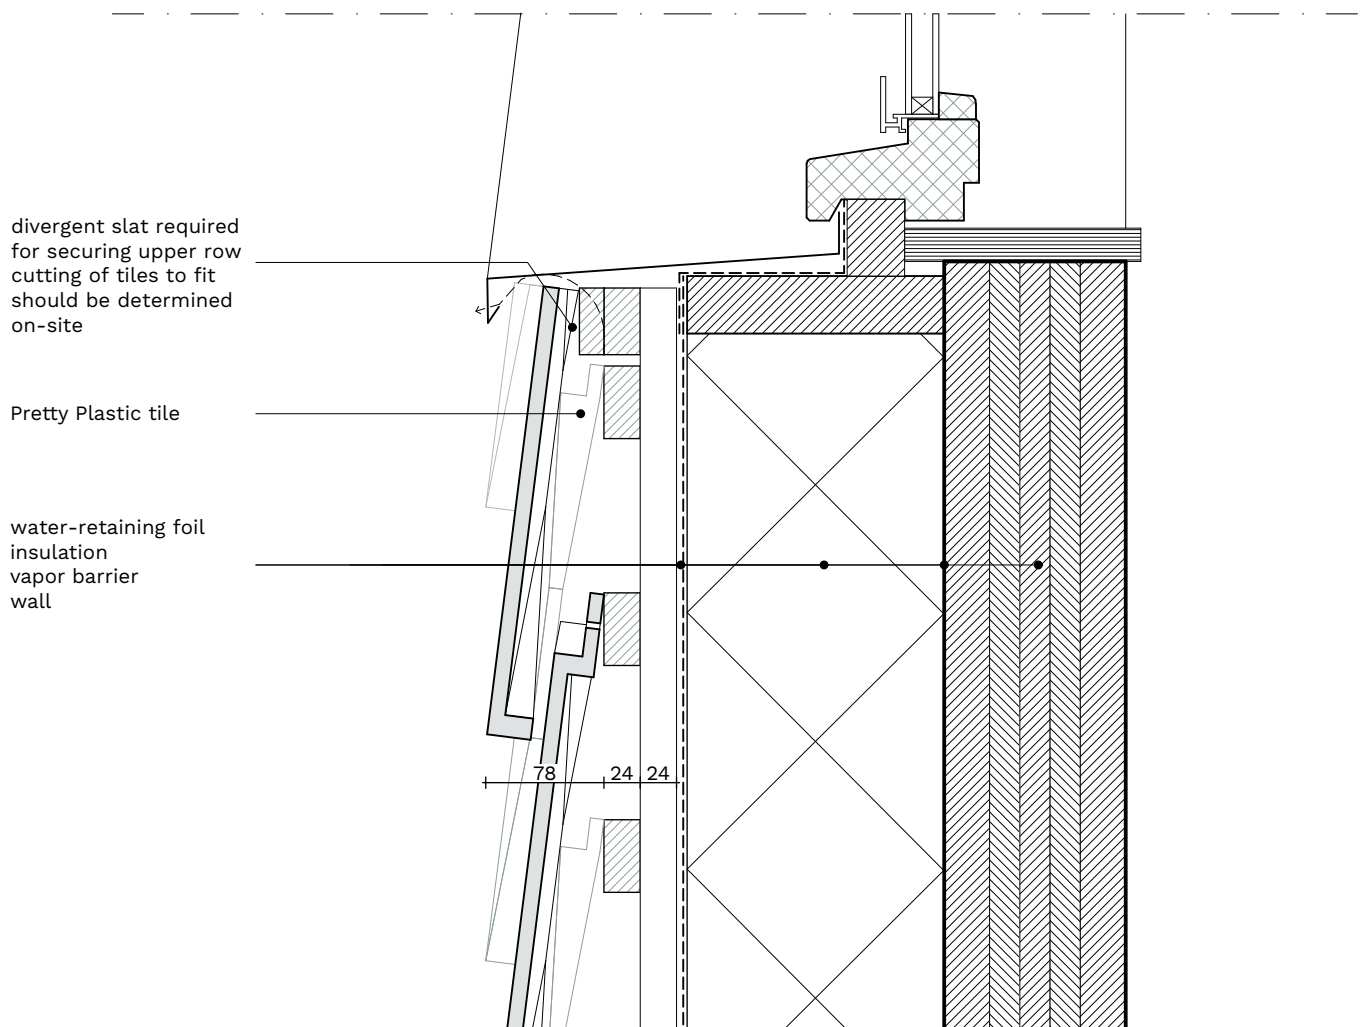 divergent slat required
for securing upper row
cutting of tiles to fit
should be determined
on-site
Pretty Plastic tile
water-retaining foil
insulation
vapor barrier
wall
78 24 24